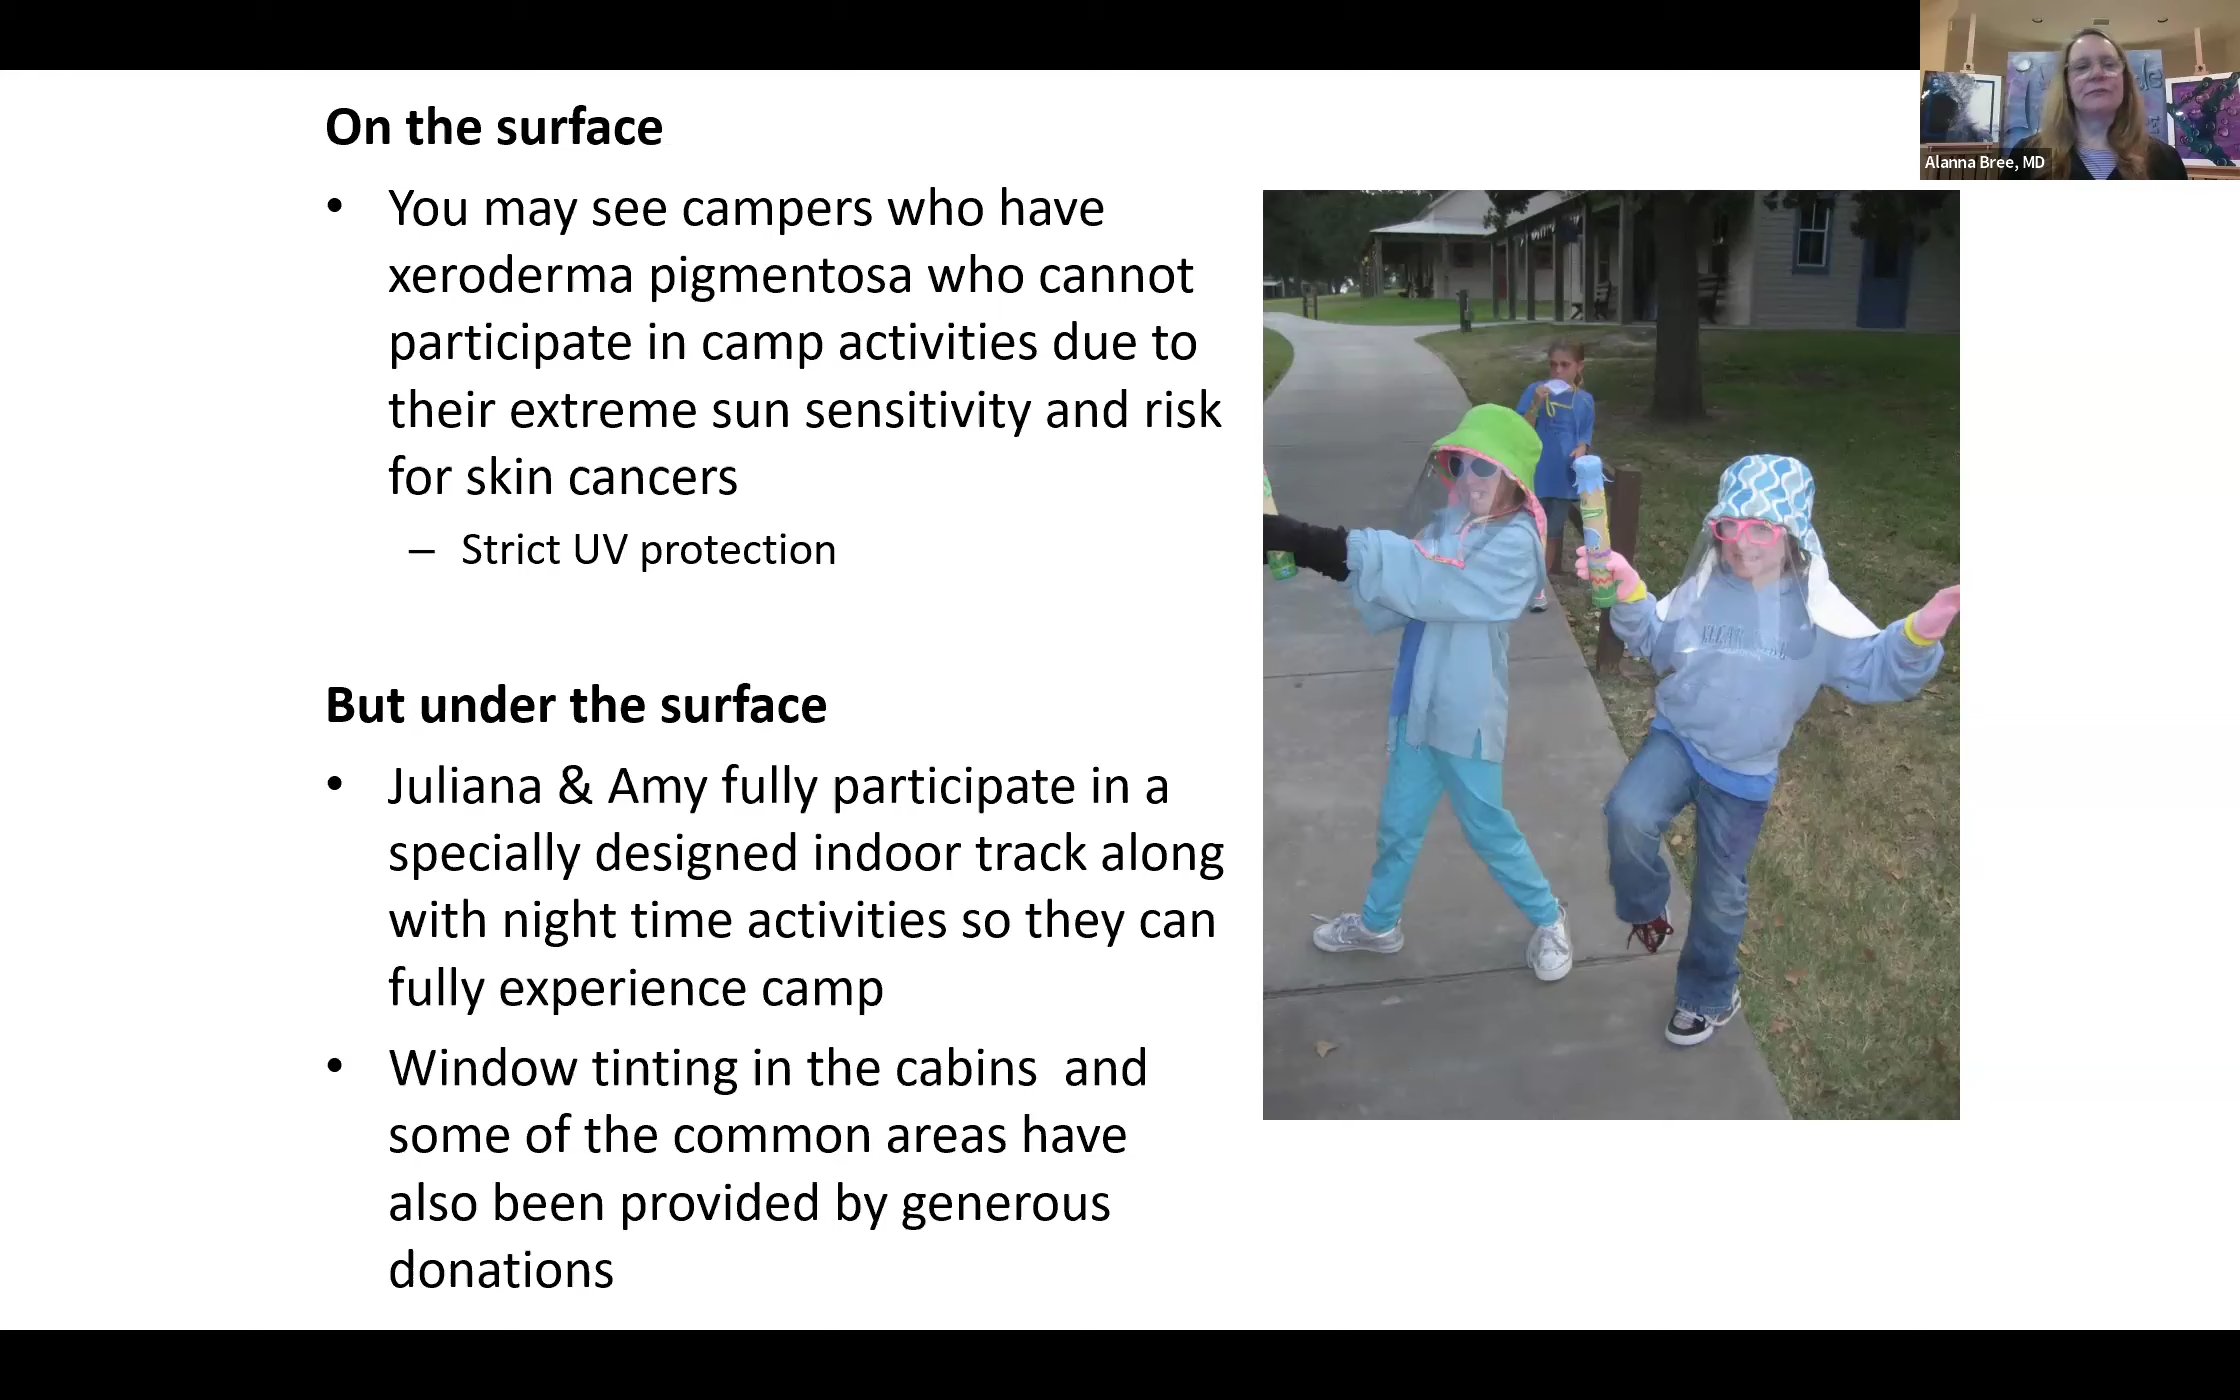 Alanna Bree, MD
On the surface
• You may see campers who have
xeroderma pigmentosa who cannot
participate in camp activities due to
their extreme sun sensitivity and risk
for skin cancers
– Strict UV protection
But under the surface
• Juliana & Amy fully participate in a
specially designed indoor track along
with night time activities so they can
fully experience camp
• Window tinting in the cabins and
some of the common areas have
also been provided by generous
donations